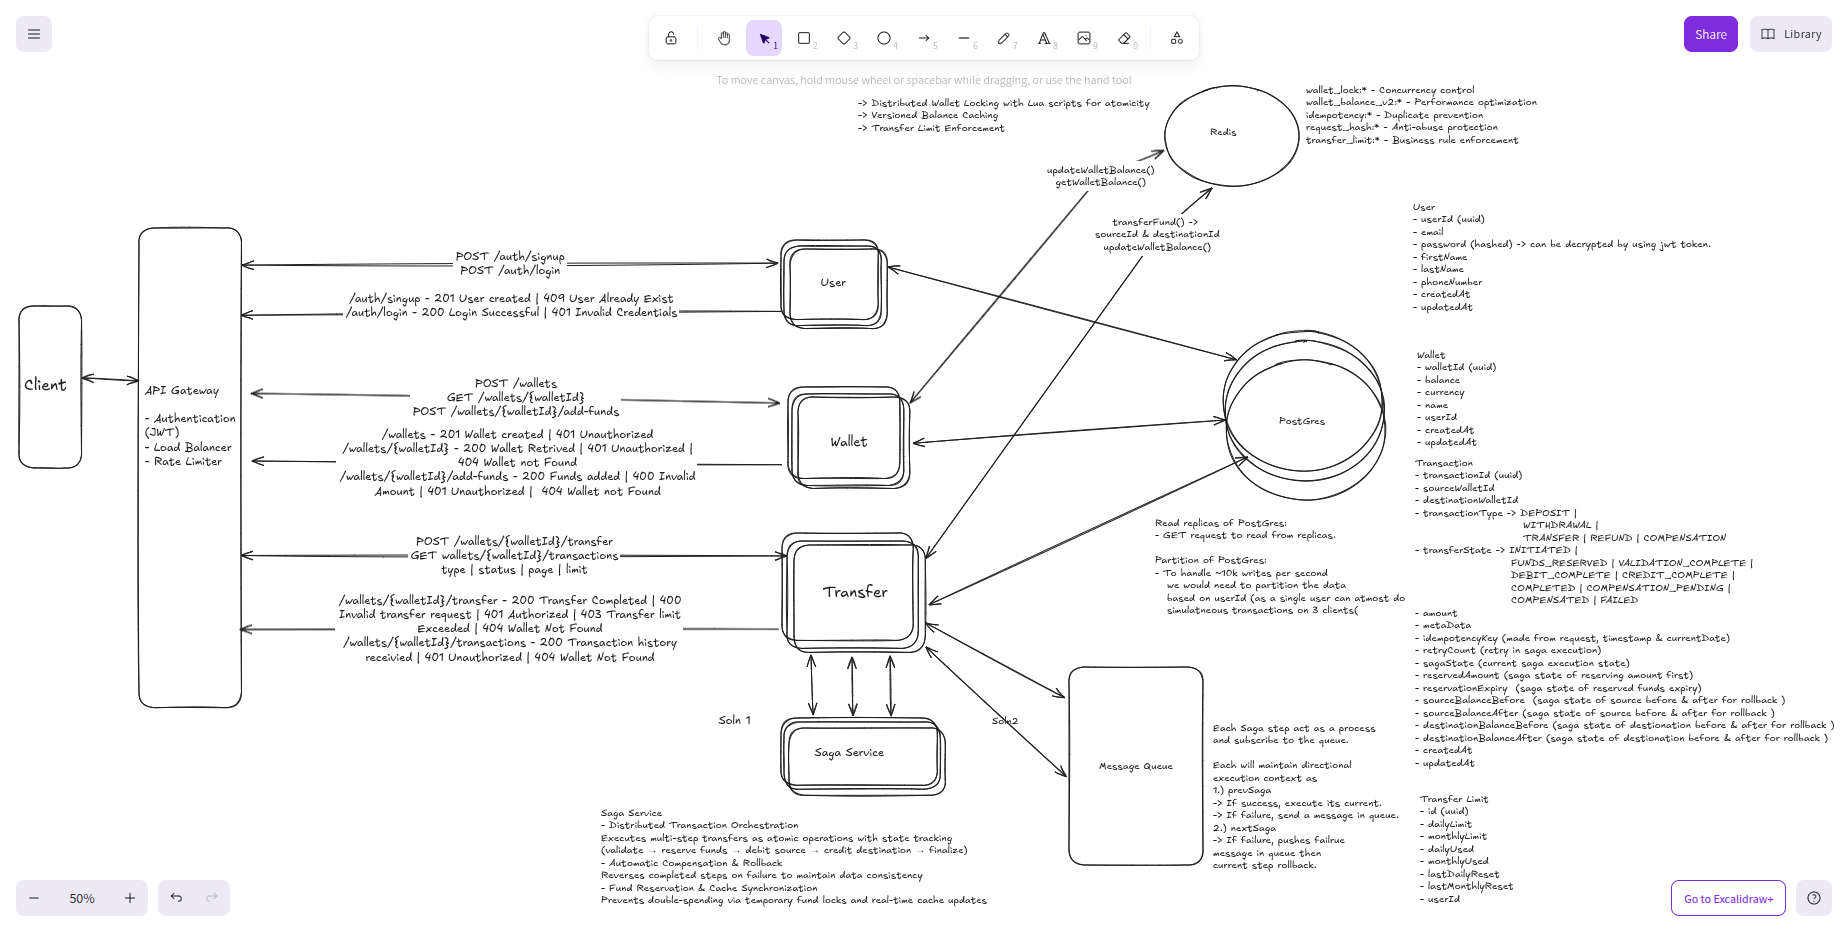 1
2
3
4
5
6
7
8
9
0
Share
Library
To move canvas, hold mouse wheel or spacebar while dragging, or use the hand tool
-> Distributed Wallet Locking with Lua scripts for atomicity
-> Versioned Balance Caching
-> Transfer Limit Enforcement
Redis
wallet_lock:* - Concurrency control
wallet_balance_v2:* - Performance optimization
idempotency:* - Duplicate prevention
request_hash:* - Anti-abuse protection
transfer_limit:* - Business rule enforcement
updateWalletBalance()
getWalletBalance()
transferFund() ->
sourceId & destinationId
updateWalletBalance()
Client
API Gateway
- Authentication
(JWT)
- Load Balancer
- Rate Limiter
POST /auth/signup
POST /auth/login
/auth/singup - 201 User created | 409 User Already Exist
/auth/login - 200 Login Successful | 401 Invalid Credentials
User
POST /wallets
GET /wallets/{walletId}
POST /wallets/{walletId}/add-funds
/wallets - 201 Wallet created | 401 Unauthorized
/wallets/{walletId} - 200 Wallet Retrived | 401 Unauthorized |
404 Wallet not Found
/wallets/{walletId}/add-funds - 200 Funds added | 400 Invalid
Amount | 401 Unauthorized | 404 Wallet not Found
Wallet
POST /wallets/{walletId}/transfer
GET wallets/{walletId}/transactions
type | status | page | limit
/wallets/{walletId}/transfer - 200 Transfer Completed | 400
Invalid transfer request | 401 Authorized | 403 Transfer limit
Exceeded | 404 Wallet Not Found
/wallets/{walletId}/transactions - 200 Transaction history
receivied | 401 Unauthorized | 404 Wallet Not Found
Transfer
Soln 1
Saga Service
Saga Service
- Distributed Transaction Orchestration
Executes multi-step transfers as atomic operations with state tracking
(validate → reserve funds → debit source → credit destination → finalize)
- Automatic Compensation & Rollback
Reverses completed steps on failure to maintain data consistency
- Fund Reservation & Cache Synchronization
Prevents double-spending via temporary fund locks and real-time cache updates
PostGres
Read replicas of PostGres:
- GET request to read from replicas.
Partition of PostGres:
- To handle ~10k writes per second
we would need to partition the data
based on userId (as a single user can atmost do
simulatneous transactions on 3 clients(
Soln2
Message Queue
Each Saga step act as a process
and subscribe to the queue.
Each will maintain directional
execution context as
1.) prevSaga
-> If success, execute its current.
-> If failure, send a message in queue.
2.) nextSaga
-> If failure, pushes failrue
message in queue then
current step rollback.
User
- userId (uuid)
- email
- password (hashed) -> can be decrypted by using jwt token.
- firstName
- lastName
- phoneNumber
- createdAt
- updatedAt
Wallet
- walletId (uuid)
- balance
- currency
- name
- userId
- createdAt
- updatedAt
Transaction
- transactionId (uuid)
- sourceWalletId
- destinationWalletId
- transactionType -> DEPOSIT |
WITHDRAWAL |
TRANSFER | REFUND | COMPENSATION
- transferState -> INITIATED |
FUNDS_RESERVED | VALIDATION_COMPLETE |
DEBIT_COMPLETE | CREDIT_COMPLETE |
COMPLETED | COMPENSATION_PENDING |
COMPENSATED | FAILED
- amount
- metaData
- idempotencyKey (made from request, timestamp & currentDate)
- retryCount (retry in saga execution)
- sagaState (current saga execution state)
- reservedAmount (saga state of reserving amount first)
- reservationExpiry (saga state of reserved funds expiry)
- sourceBalanceBefore (saga state of source before & after for rollback )
- sourceBalanceAfter (saga state of source before & after for rollback )
- destinationBalanceBefore (saga state of destionation before & after for rollback )
- destinationBalanceAfter (saga state of destionation before & after for rollback )
- createdAt
- updatedAt
Transfer Limit
- id (uuid)
- dailyLimit
- monthlyLimit
- dailyUsed
- monthlyUsed
- lastDailyReset
- lastMonthlyReset
- userId
50%
Go to Excalidraw+